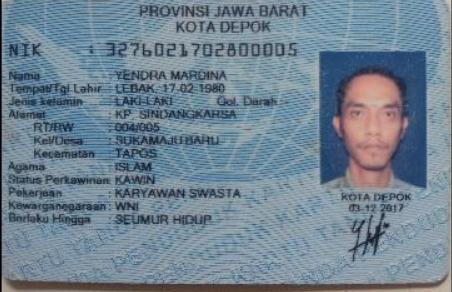 PROVINSI JAWA BARAT
KOTA DEPOK
NIK : 3276021702800005
Nama : YENDRA MARDINA
Tempat/Tgl Lahir : LEBAK, 17-02-1980
Jenis kelamin : LAKI-LAKI Gol. Darah :-
Alamat : KP. SINDANGKARSA
RT/RW : 004/005
Kel/Desa : SUKAMAJU BARU
Kecamatan : TAPOS
Agama : ISLAM
Status Perkawinan: KAWIN
Pekerjaan : KARYAWAN SWASTA
Kewarganegaraan : WNI
Berlaku Hingga : SEUMUR HIDUP
KOTA DEPOK
03-12-2017